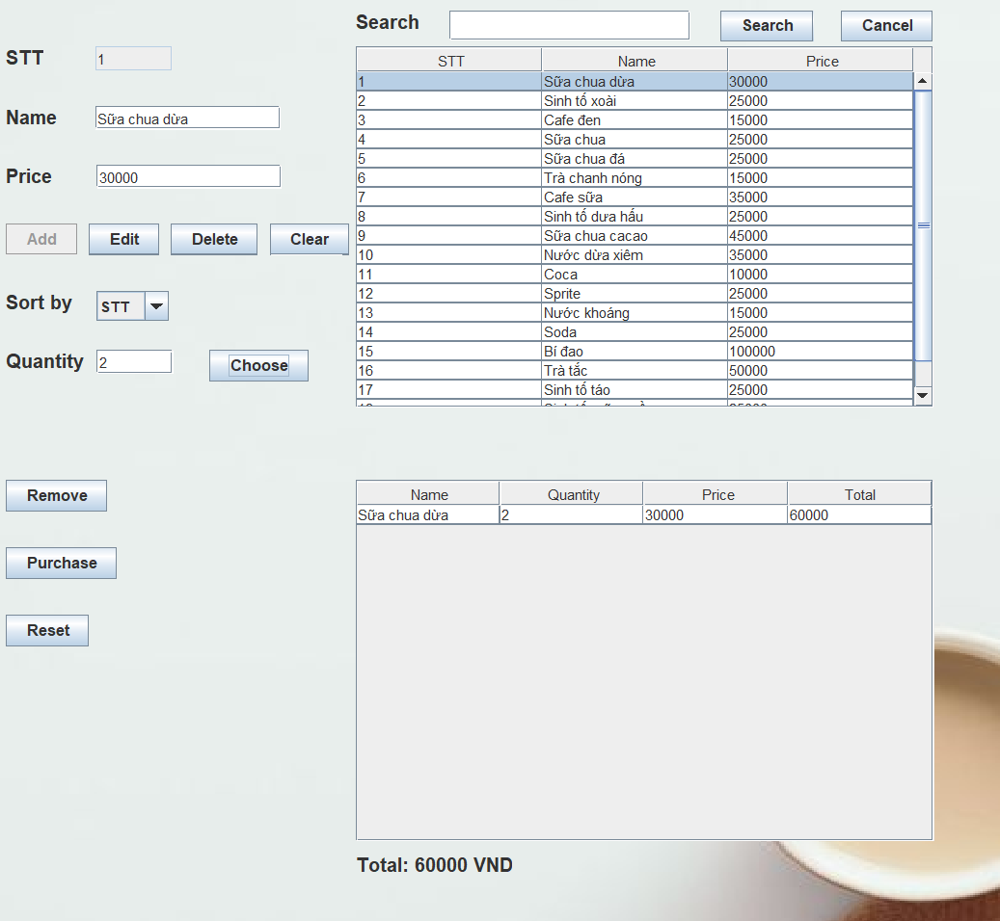 Search Search Cancel
STT 1
Name Sữa chua dừa
Price 30000
Add Edit Delete Clear
Sort by STT
Quantity 2 Choose
STT Name Price
1 Sữa chua dừa 30000
2 Sinh tố xoài 25000
3 Cafe đen 15000
4 Sữa chua 25000
5 Sữa chua đá 25000
6 Trà chanh nóng 15000
7 Cafe sữa 35000
8 Sinh tố dưa hấu 25000
9 Sữa chua cacao 45000
10 Nước dừa xiêm 35000
11 Coca 10000
12 Sprite 25000
13 Nước khoáng 15000
14 Soda 25000
15 Bí đao 100000
16 Trà tắc 50000
17 Sinh tố táo 25000
Remove
Purchase
Reset
Name Quantity Price Total
Sữa chua dừa 2 30000 60000
Total: 60000 VND